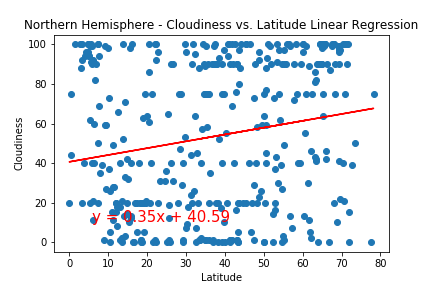 Northern Hemisphere - Cloudiness vs. Latitude Linear Regression
100
80
60
40
20
0
Cloudiness
y = 0.35x + 40.59
0 10 20 30 40 50 60 70 80
Latitude